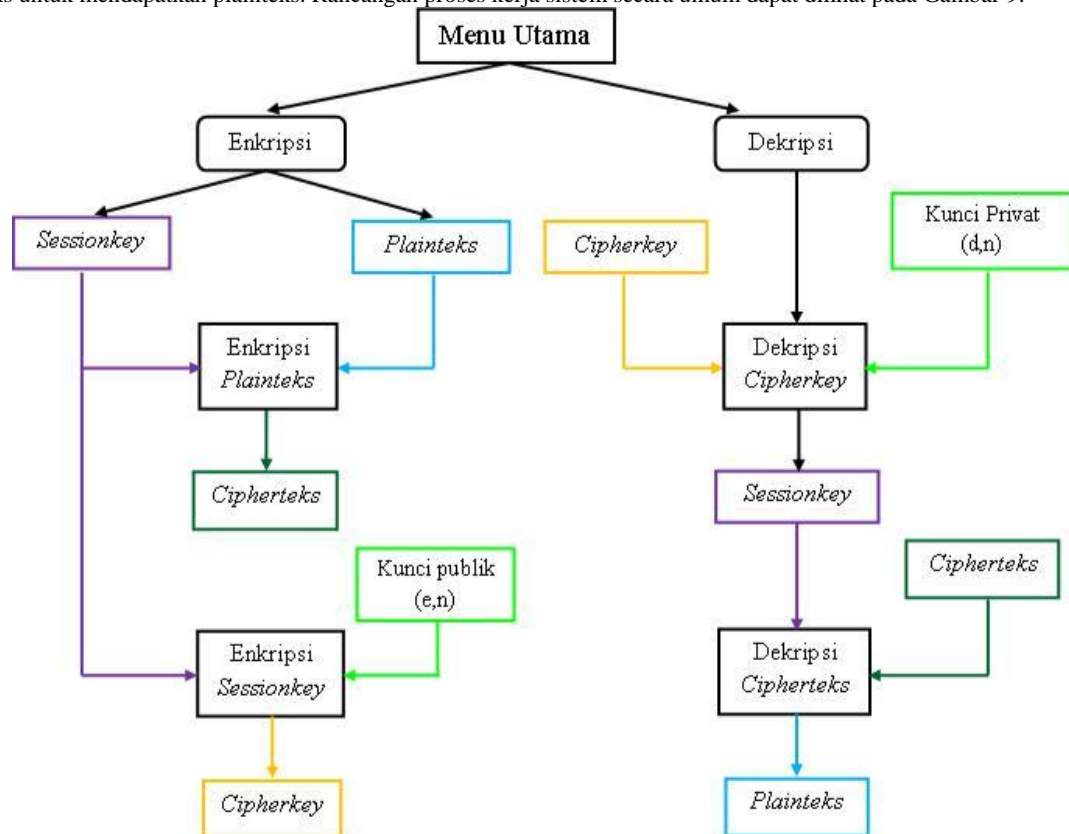 untuk mendapatkan plainteks. Rancangan proses kerja sistem secara umum dapat dilihat pada Gambar 9.
Menu Utama
Enkripsi
Dekripsi
Sessionkey
Plainteks
Cipherkey
Kunci Privat
(d,n)
Enkripsi
Plainteks
Dekripsi
Cipherkey
Cipherteks
Sessionkey
Kunci publik
(e,n)
Cipherteks
Enkripsi
Sessionkey
Dekripsi
Cipherteks
Cipherkey
Plainteks